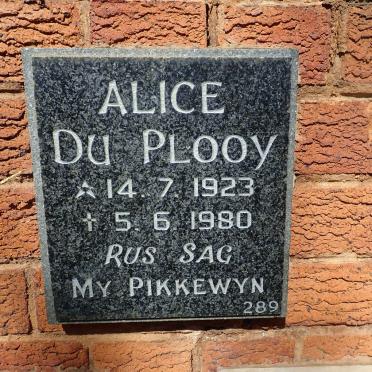 ALICE
DU PLOOY
☆ 14. 7. 1923
✝ 5. 6. 1980
RUS SAG
MY PIKKEWYN
289